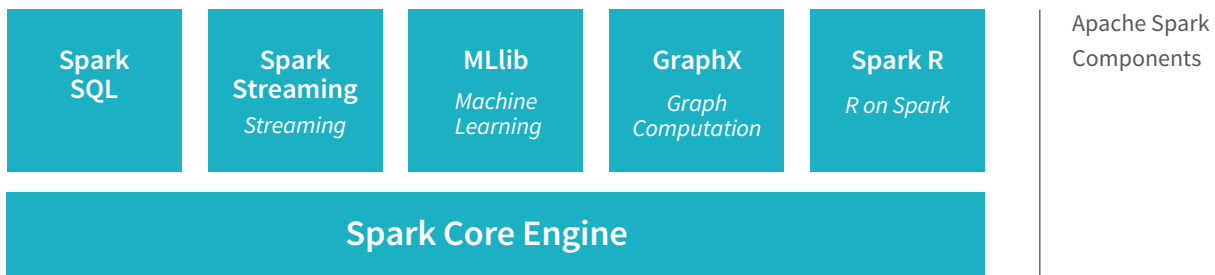 Spark
SQL
Spark
Streaming
Streaming
MLlib
Machine
Learning
GraphX
Graph
Computation
Spark R
R on Spark
Spark Core Engine
Apache Spark
Components